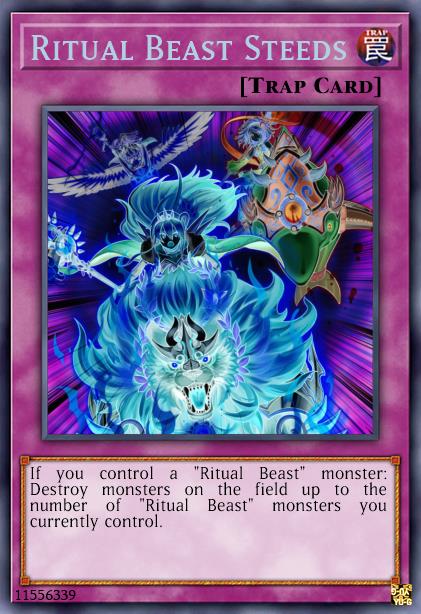 Ritual Beast Steeds
TRAP
罠
[Trap Card]
If you control a "Ritual Beast" monster:
Destroy monsters on the field up to the
number of "Ritual Beast" monsters you
currently control.
11556339